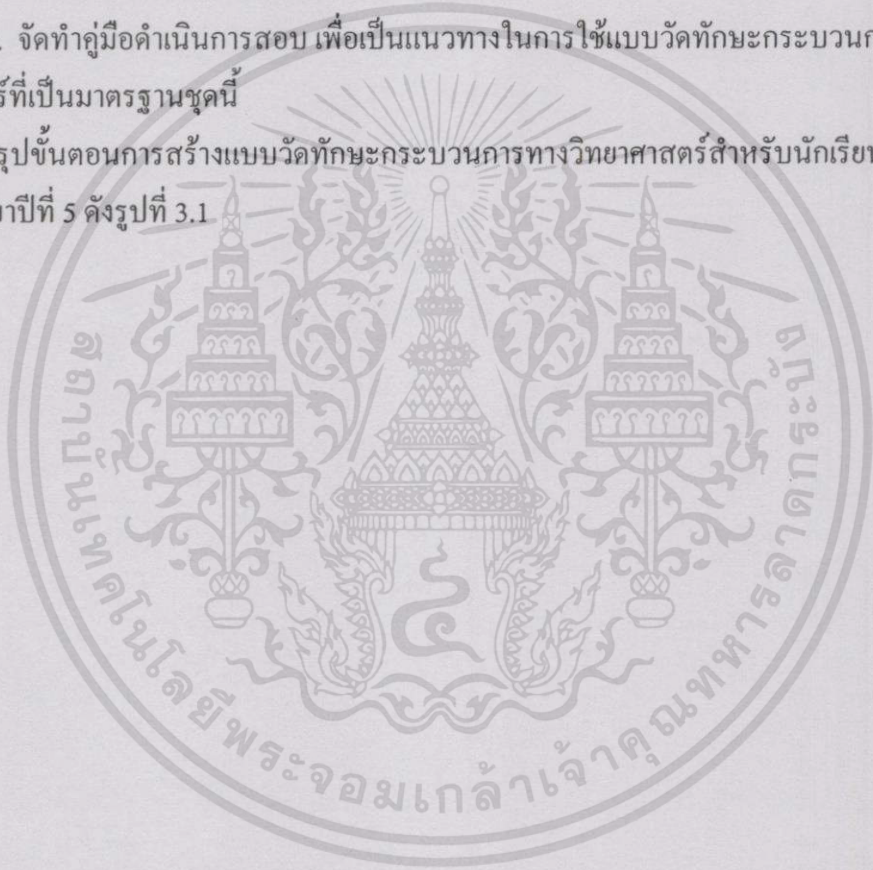 . จัดทำคู่มือดำเนินการสอบ เพื่อเป็นแนวทางในการใช้แบบวัดทักษะกระบวนก
ร์ที่เป็นมาตรฐานชุดนี้
รุปขั้นตอนการสร้างแบบวัดทักษะกระบวนการทางวิทยาศาสตร์สำหรับนักเรียน
าปีที่ 5 ดังรูปที่ 3.1
สถาบันเทคโนโลยีพระจอมเกล้าเจ้าคุณทหารลาดกระบัง
๔